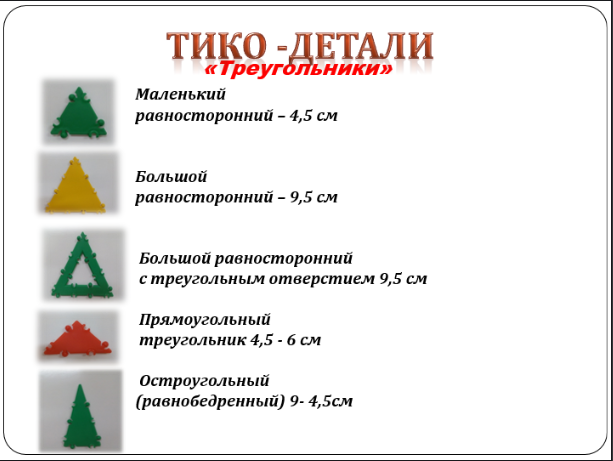 ТИКО -ДЕТАЛИ
«Треугольники»
Маленький
равносторонний – 4,5 см
Большой
равносторонний – 9,5 см
Большой равносторонний
с треугольным отверстием 9,5 см
Прямоугольный
треугольник 4,5 - 6 см
Остроугольный
(равнобедренный) 9- 4,5см